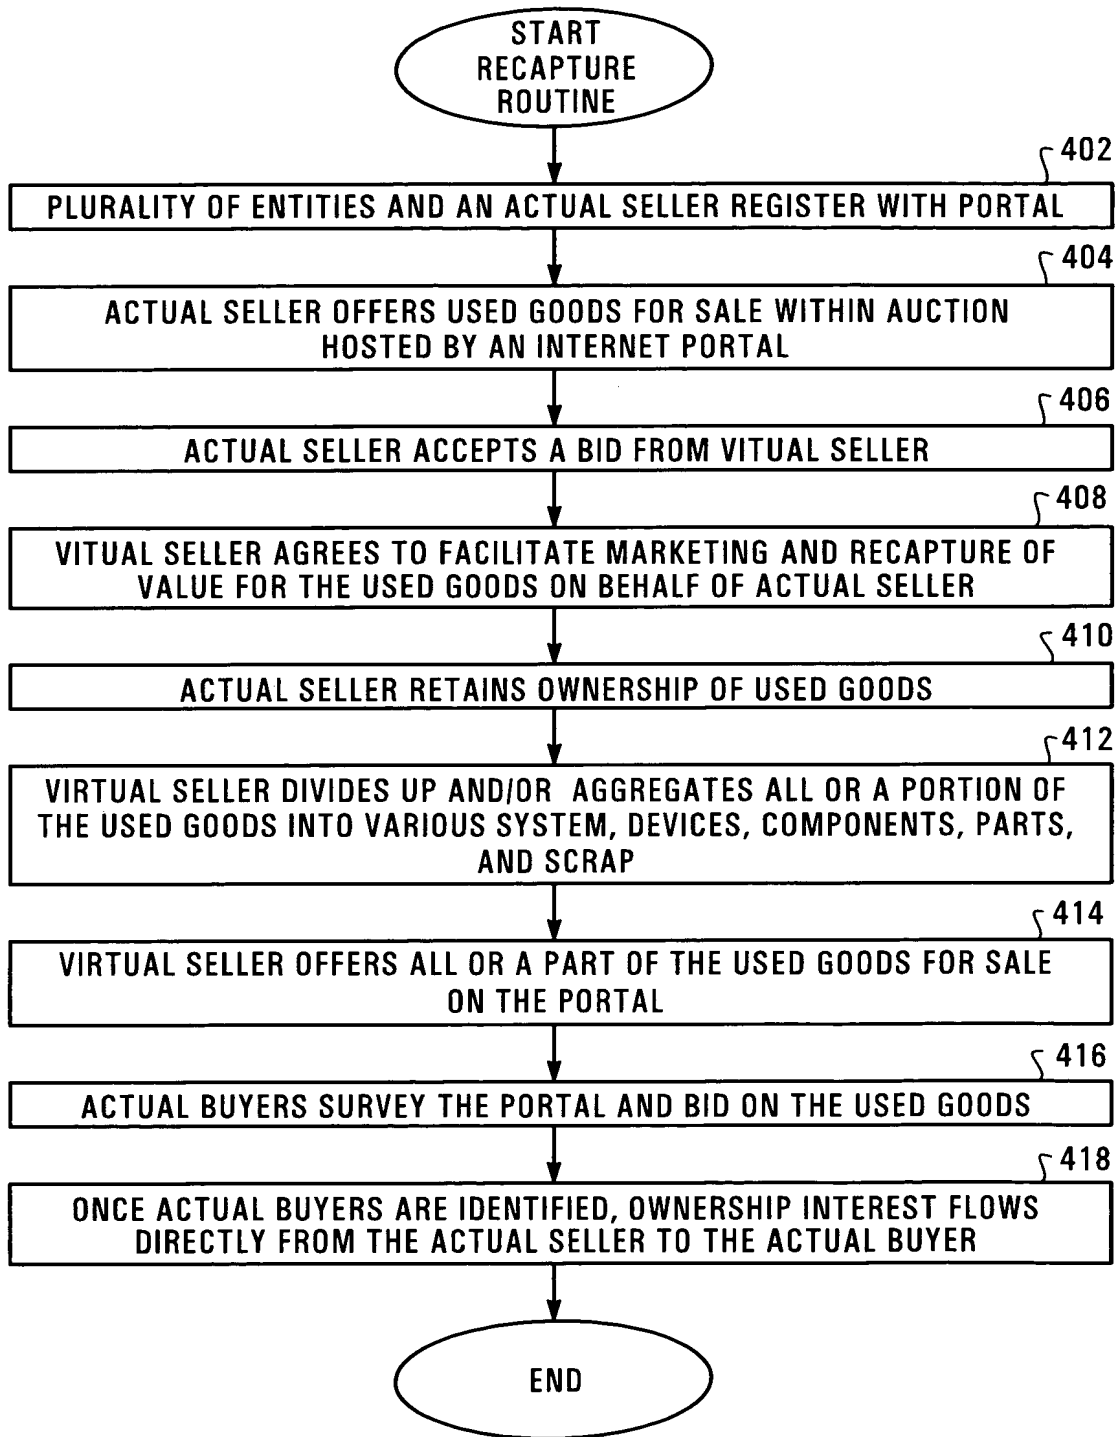 START
RECAPTURE
ROUTINE
402
PLURALITY OF ENTITIES AND AN ACTUAL SELLER REGISTER WITH PORTAL
404
ACTUAL SELLER OFFERS USED GOODS FOR SALE WITHIN AUCTION
HOSTED BY AN INTERNET PORTAL
406
ACTUAL SELLER ACCEPTS A BID FROM VITUAL SELLER
408
VITUAL SELLER AGREES TO FACILITATE MARKETING AND RECAPTURE OF
VALUE FOR THE USED GOODS ON BEHALF OF ACTUAL SELLER
410
ACTUAL SELLER RETAINS OWNERSHIP OF USED GOODS
412
VIRTUAL SELLER DIVIDES UP AND/OR AGGREGATES ALL OR A PORTION OF
THE USED GOODS INTO VARIOUS SYSTEM, DEVICES, COMPONENTS, PARTS,
AND SCRAP
414
VIRTUAL SELLER OFFERS ALL OR A PART OF THE USED GOODS FOR SALE
ON THE PORTAL
416
ACTUAL BUYERS SURVEY THE PORTAL AND BID ON THE USED GOODS
418
ONCE ACTUAL BUYERS ARE IDENTIFIED, OWNERSHIP INTEREST FLOWS
DIRECTLY FROM THE ACTUAL SELLER TO THE ACTUAL BUYER
END